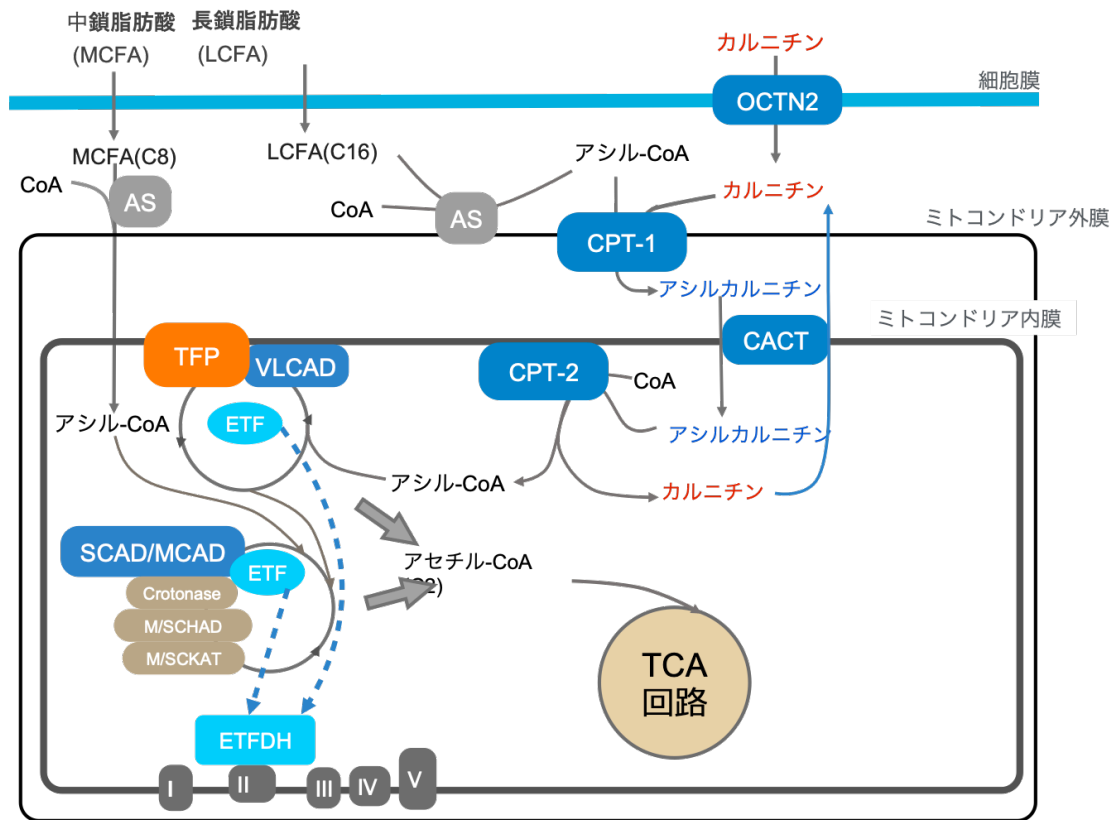 中鎖脂肪酸
(MCFA)
長鎖脂肪酸
(LCFA)
カルニチン
細胞膜
OCTN2
MCFA(C8)
LCFA(C16)
アシル-CoA
CoA
AS
CoA
AS
カルニチン
ミトコンドリア外膜
CPT-1
アシルカルニチン
ミトコンドリア内膜
TFP
VLCAD
CPT-2
CoA
CACT
アシル-CoA
ETF
アシルカルニチン
アシル-CoA
カルニチン
SCAD/MCAD
ETF
アセチル-CoA
(C2)
Crotonase
M/SCHAD
M/SCKAT
TCA
回路
ETFDH
I
II
III
IV
V